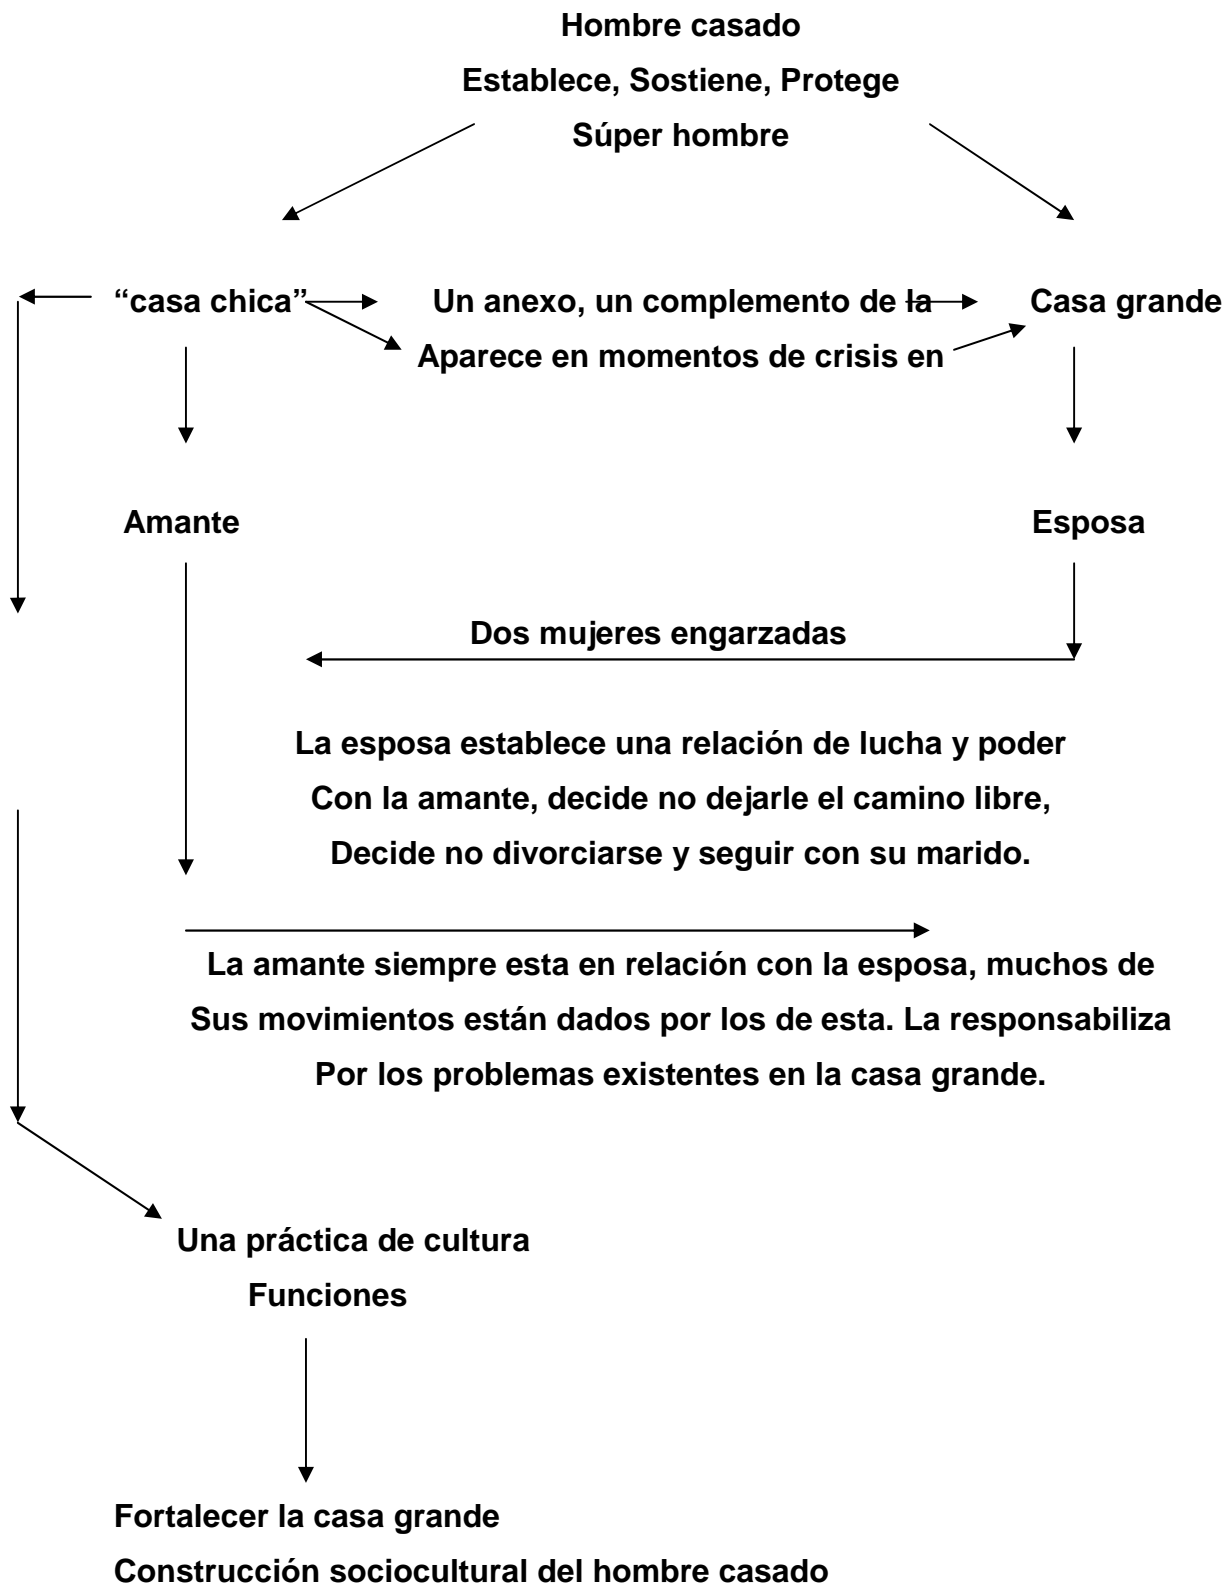 Hombre casado
Establece, Sostiene, Protege
Súper hombre
“casa chica” Un anexo, un complemento de la Casa grande
Aparece en momentos de crisis en
Amante Esposa
Dos mujeres engarzadas
La esposa establece una relación de lucha y poder
Con la amante, decide no dejarle el camino libre,
Decide no divorciarse y seguir con su marido.
La amante siempre esta en relación con la esposa, muchos de
Sus movimientos están dados por los de esta. La responsabiliza
Por los problemas existentes en la casa grande.
Una práctica de cultura
Funciones
Fortalecer la casa grande
Construcción sociocultural del hombre casado